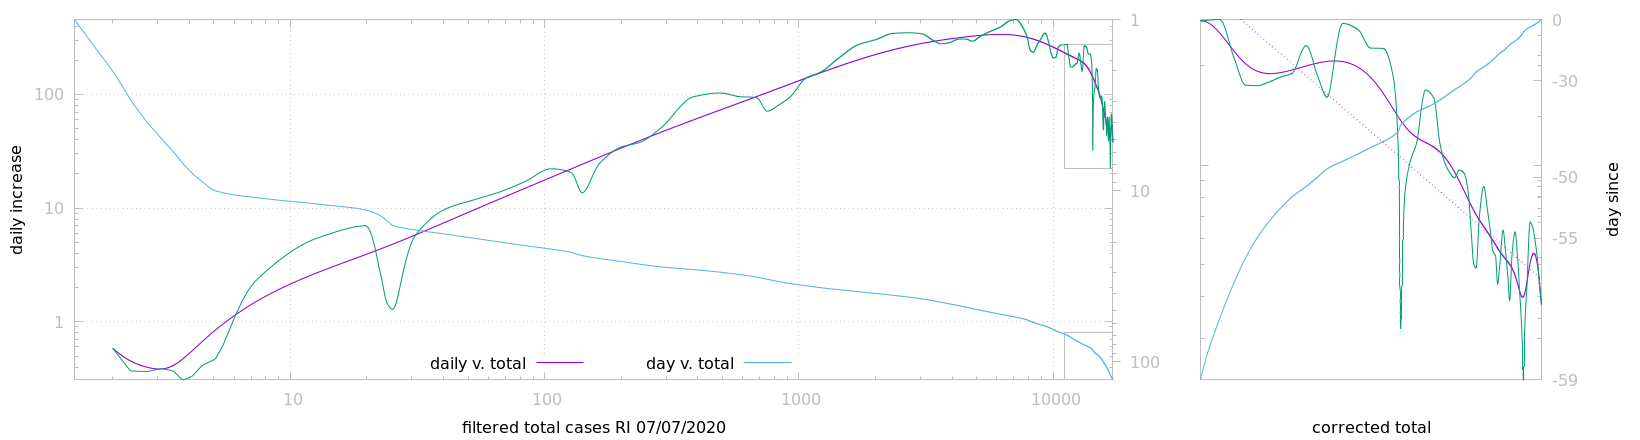 daily increase
100
10
1
10
100
1000
10000
1
10
100
daily v. total
day v. total
filtered total cases RI 07/07/2020
0
-30
-50
-55
-59
day since
corrected total